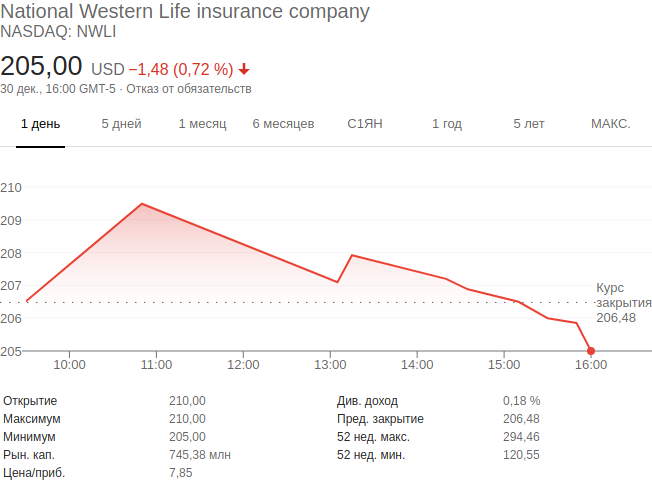 National Western Life insurance company
NASDAQ: NWLI
205,00 USD −1,48 (0,72 %)
30 дек., 16:00 GMT-5 · Отказ от обязательств
1 день 5 дней 1 месяц 6 месяцев С1ЯН 1 год 5 лет МАКС.
210
209
208
207
206
205
Курс
закрытия
206,48
10:00 11:00 12:00 13:00 14:00 15:00 16:00
Открытие 210,00 Див. доход 0,18 %
Максимум 210,00 Пред. закрытие 206,48
Минимум 205,00 52 нед. макс. 294,46
Рын. кап. 745,38 млн 52 нед. мин. 120,55
Цена/приб. 7,85